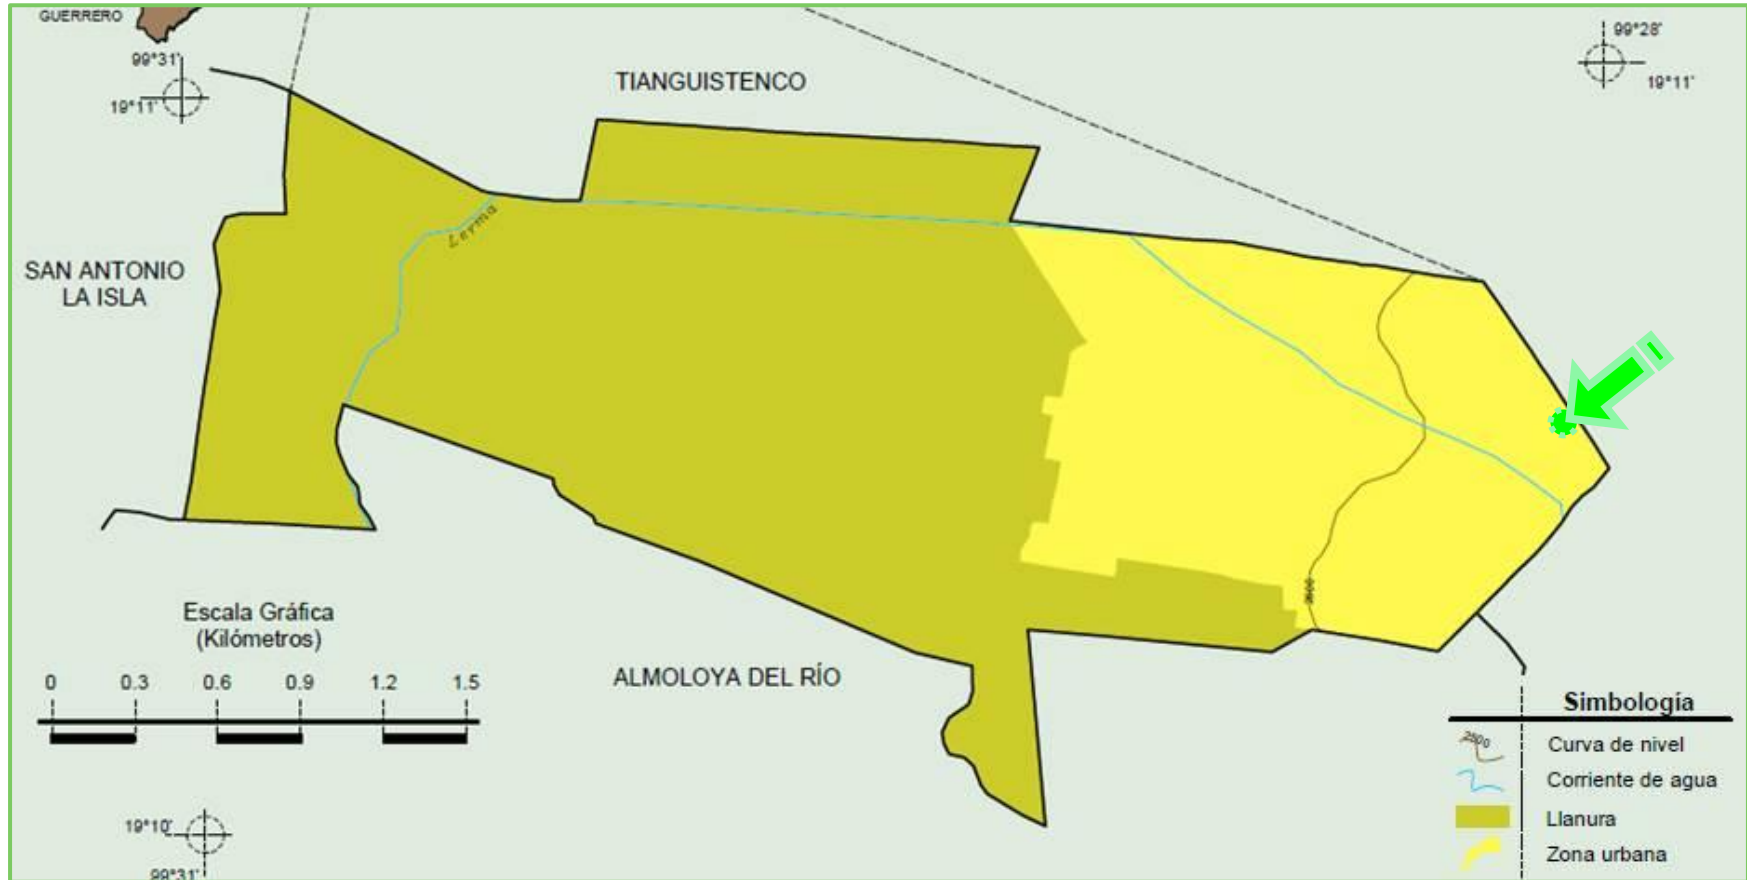 GUERRERO
99°31'
19°11'
99°28'
19°11'
TIANGUISTENCO
Lerma
SAN ANTONIO
LA ISLA
2600
Escala Gráfica
(Kilómetros)
0 0.3 0.6 0.9 1.2 1.5
ALMOLOYA DEL RÍO
19°10'
99°31'
Simbología
2500
Curva de nivel
Corriente de agua
Llanura
Zona urbana